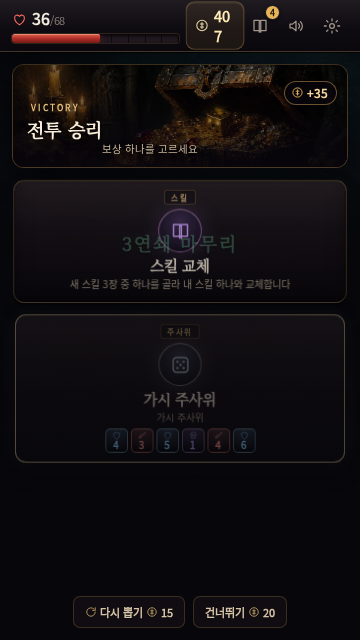 36/68
40
7
4
VICTORY
+35
전투 승리
보상 하나를 고르세요
스킬
3연쇄 마무리
스킬 교체
새 스킬 3장 중 하나를 골라 내 스킬 하나와 교체합니다
주사위
가시 주사위
가시 주사위
4 3 5 1 4 6
다시 뽑기 15 건너뛰기 20